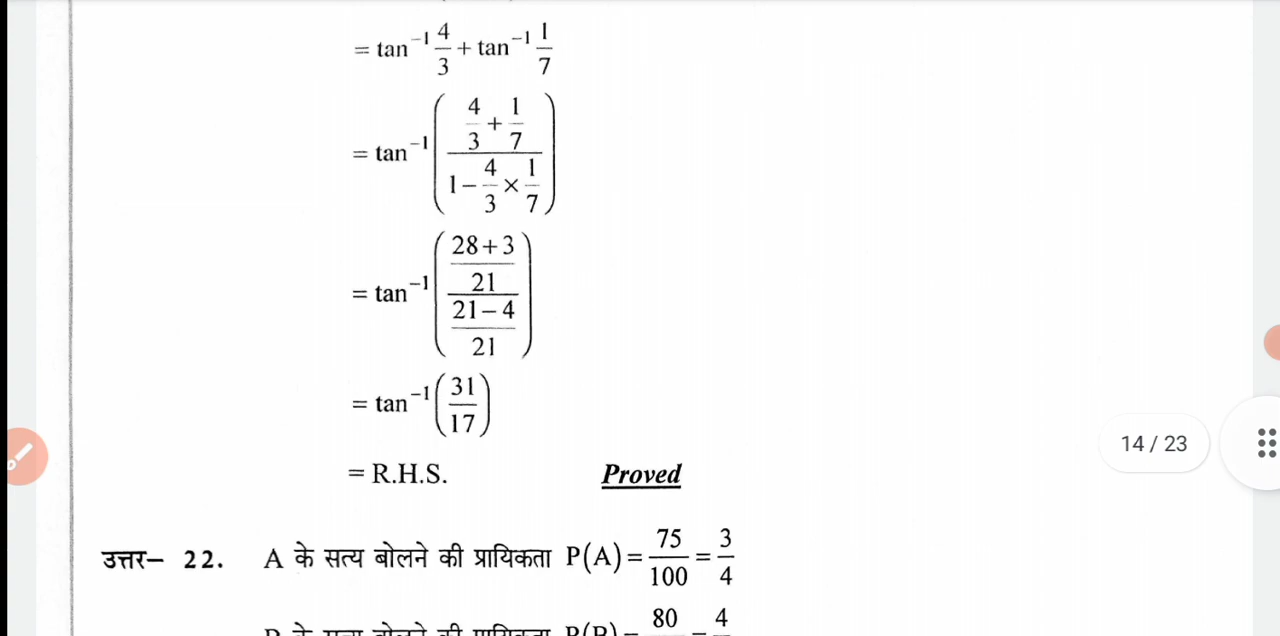 = tan⁻¹ 4/3 + tan⁻¹ 1/7
= tan⁻¹((4/3 + 1/7)/(1 − 4/3 × 1/7))
= tan⁻¹(((28+3)/21)/((21−4)/21))
= tan⁻¹(31/17)
= R.H.S. Proved
14 / 23
उत्तर– 22. A के सत्य बोलने की प्रायिकता P(A) = 75/100 = 3/4
P(B) = 80 = 4